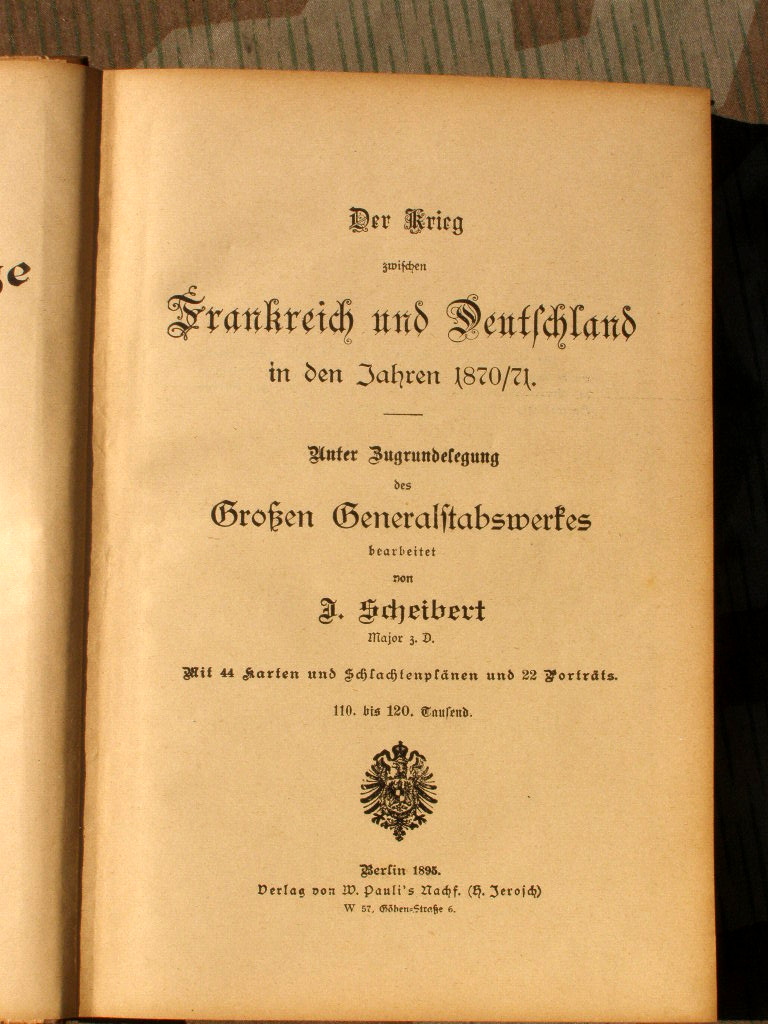 ge
Der Krieg
zwiſchen
Frankreich und Deutſchland
in den Jahren 1870/71.
Unter Zugrundelegung
des
Großen Generalſtabswerkes
bearbeitet
von
J. Scheibert
Major z. D.
Mit 44 Karten und Schlachtenplänen und 22 Porträts.
110. bis 120. Tauſend.
Berlin 1895.
Verlag von W. Pauli's Nachf. (H. Jeroſch)
W 57, Göben-Straße 6.